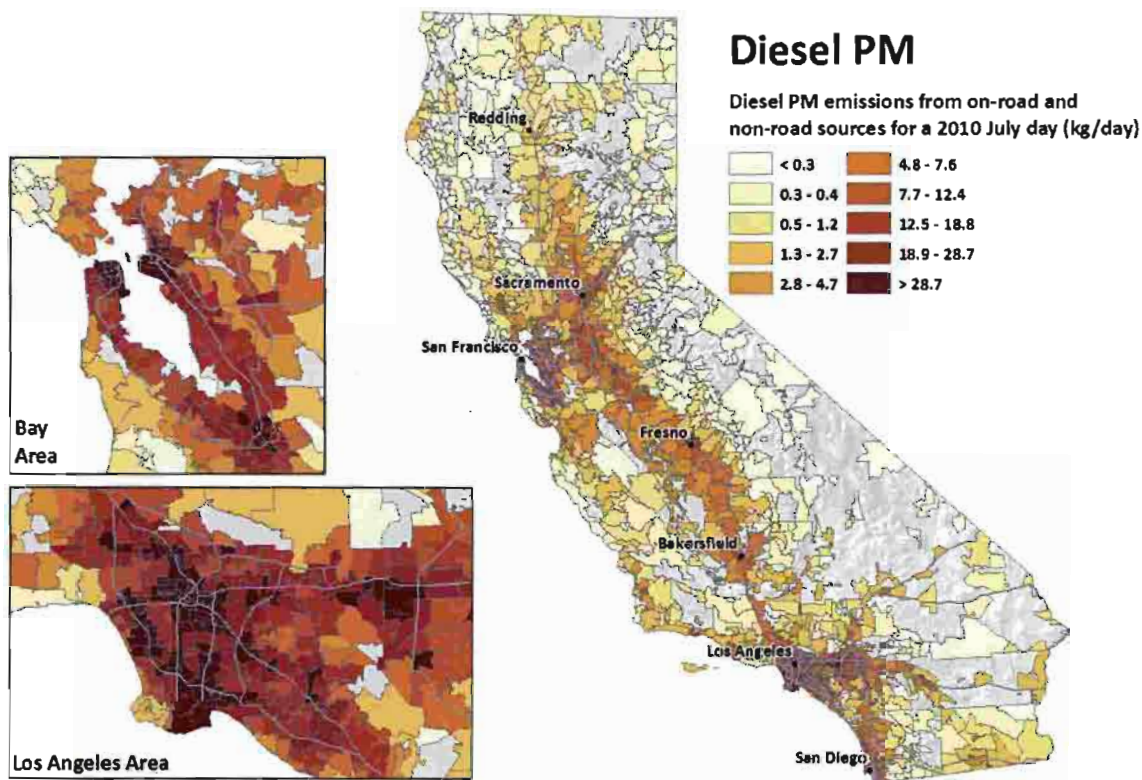 Diesel PM
Diesel PM emissions from on-road and
non-road sources for a 2010 July day (kg/day)
< 0.3
0.3 - 0.4
0.5 - 1.2
1.3 - 2.7
2.8 - 4.7
4.8 - 7.6
7.7 - 12.4
12.5 - 18.8
18.9 - 28.7
> 28.7
Redding
Sacramento
San Francisco
Fresno
Bakersfield
Los Angeles
San Diego
Bay
Area
Los Angeles Area